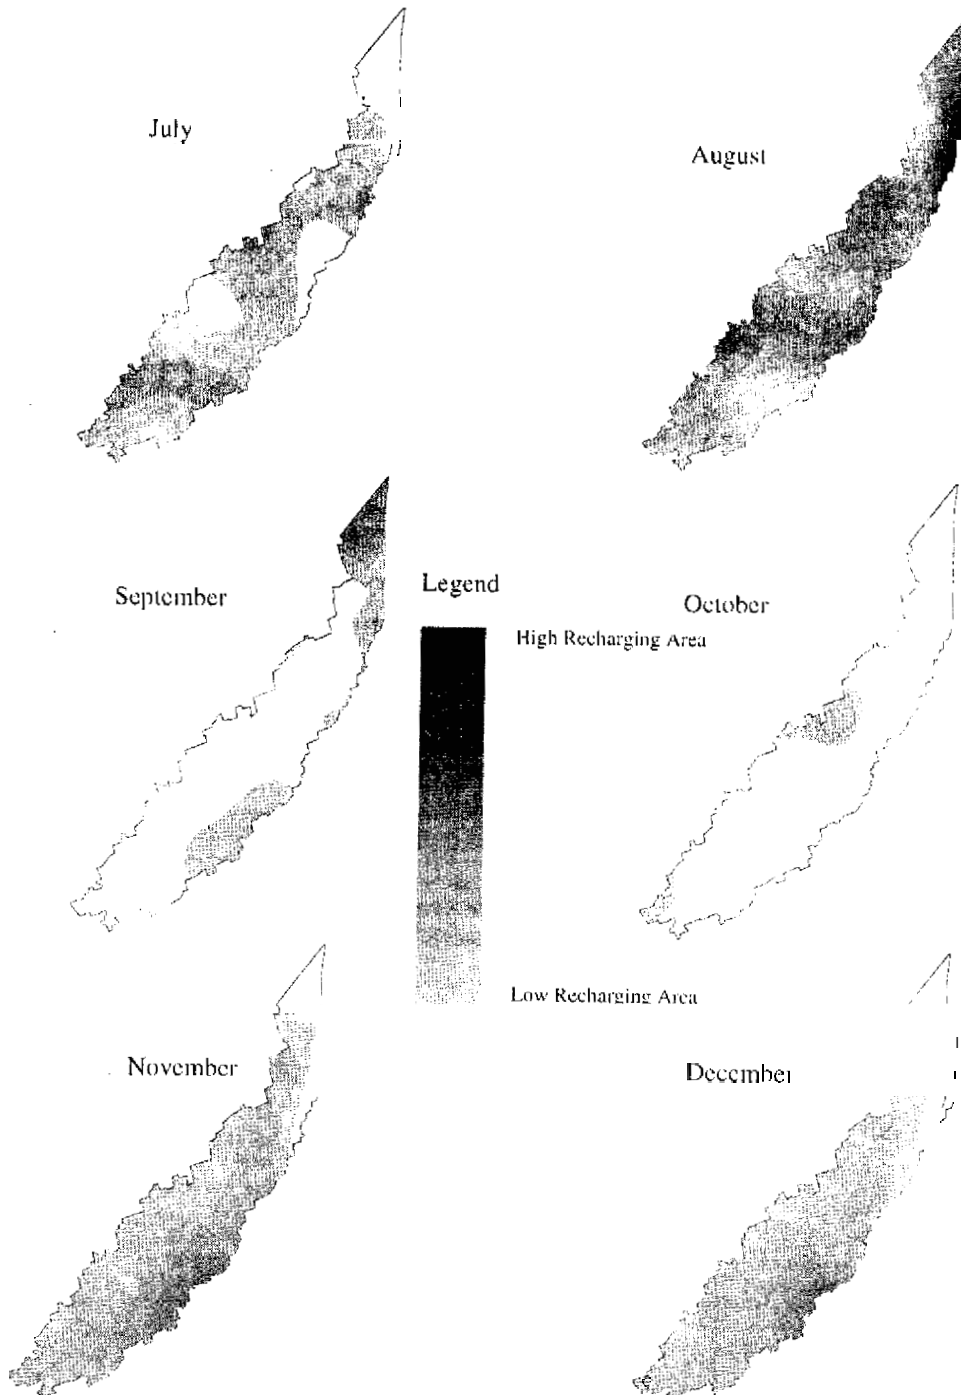 July
August
September
Legend
October
High Recharging Area
Low Recharging Area
November
December